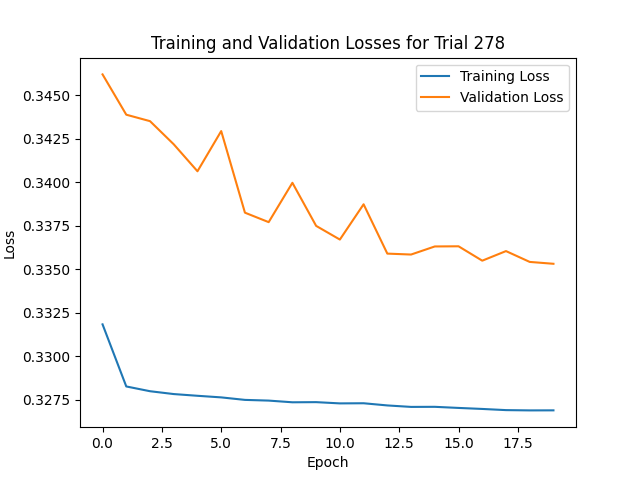 Training and Validation Losses for Trial 278
Training Loss
Validation Loss
0.3450
0.3425
0.3400
0.3375
0.3350
0.3325
0.3300
0.3275
Loss
0.0 2.5 5.0 7.5 10.0 12.5 15.0 17.5
Epoch